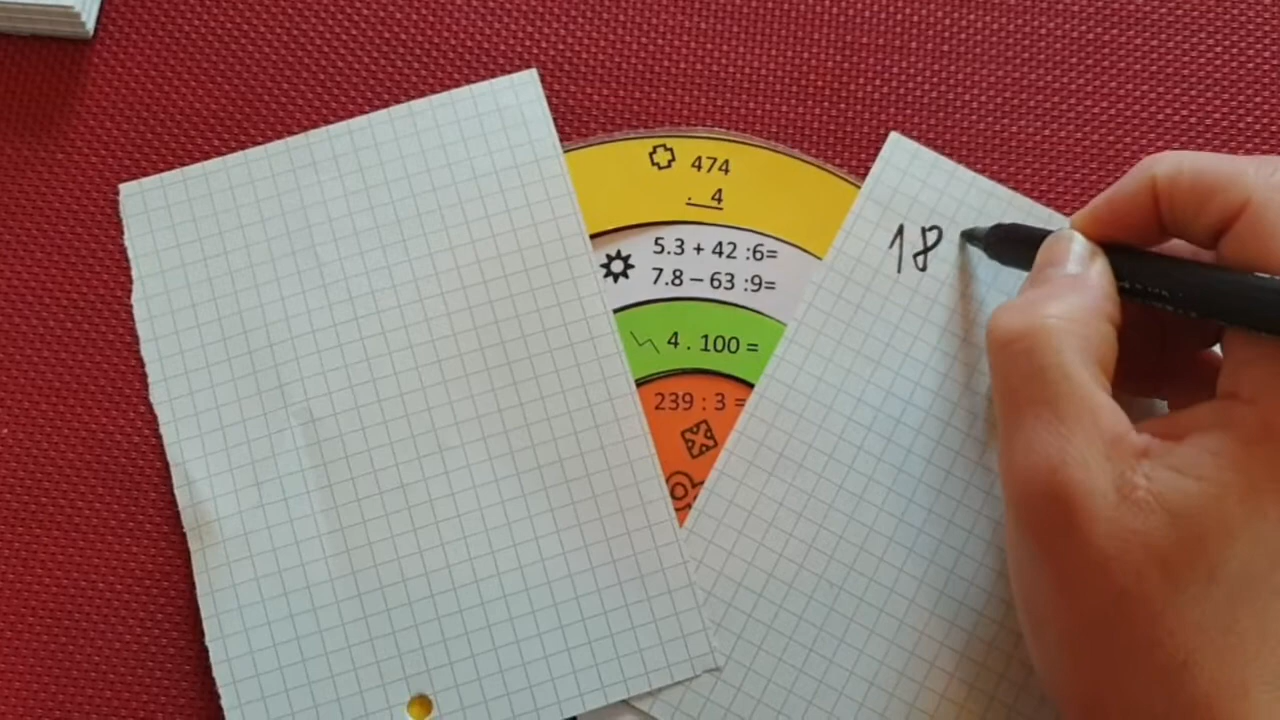 474
. 4
5.3 + 42 :6=
7.8 – 63 :9=
4 . 100 =
239 : 3 =
18